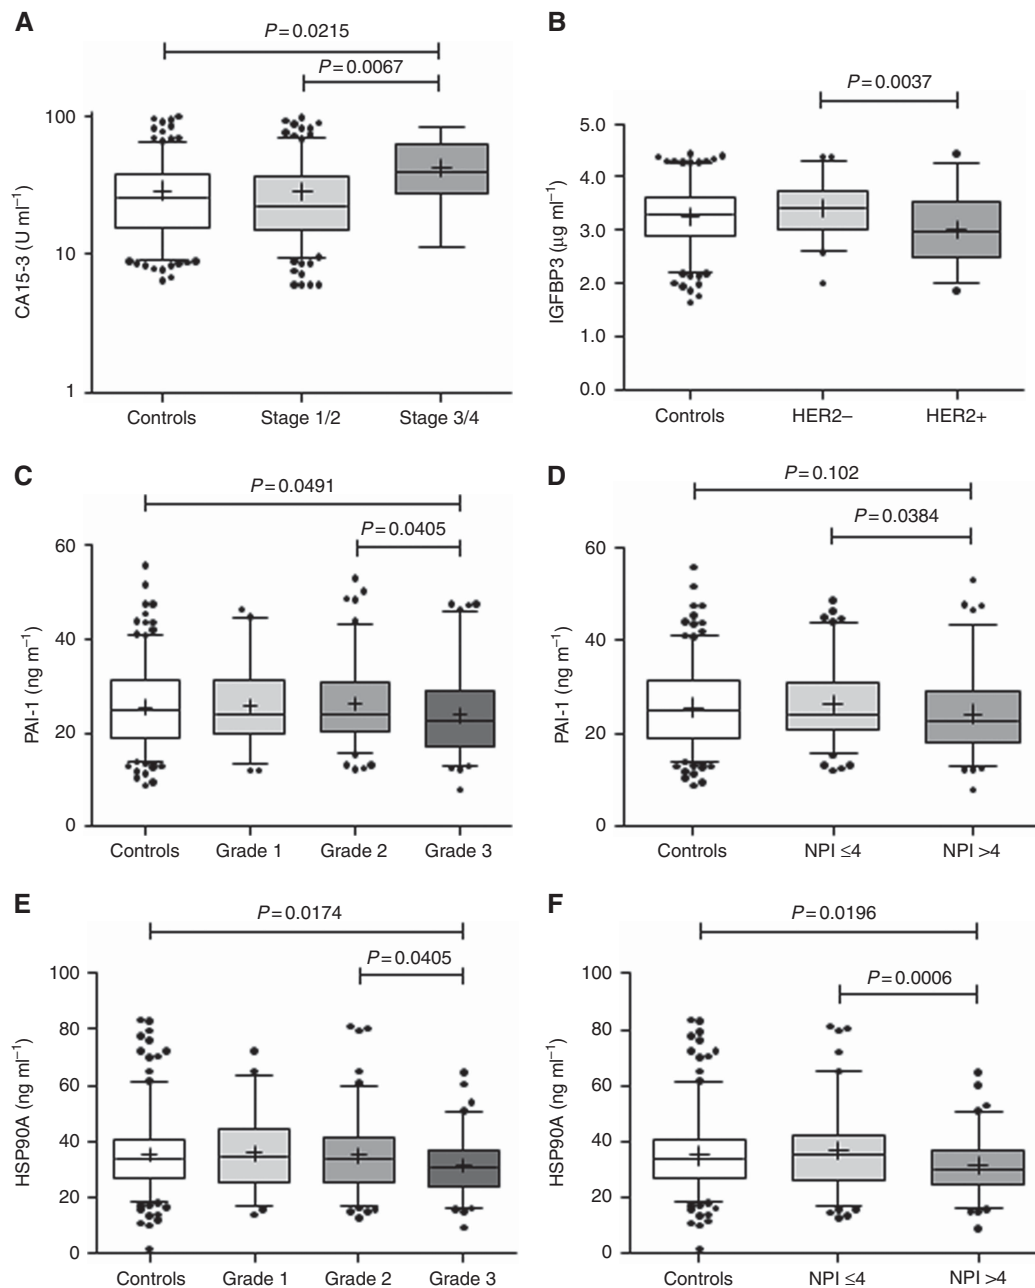 A
P=0.0215
P=0.0067
CA15-3 (U ml⁻¹)
100
10
1
Controls Stage 1/2 Stage 3/4
B
P=0.0037
IGFBP3 (μg ml⁻¹)
5.0
4.0
3.0
2.0
1.0
0.0
Controls HER2– HER2+
C
P=0.0491
P=0.0405
PAI-1 (ng m⁻¹)
60
40
20
0
Controls Grade 1 Grade 2 Grade 3
D
P=0.102
P=0.0384
PAI-1 (ng m⁻¹)
60
40
20
0
Controls NPI ≤4 NPI >4
E
P=0.0174
P=0.0405
HSP90A (ng ml⁻¹)
100
80
60
40
20
0
Controls Grade 1 Grade 2 Grade 3
F
P=0.0196
P=0.0006
HSP90A (ng ml⁻¹)
100
80
60
40
20
0
Controls NPI ≤4 NPI >4